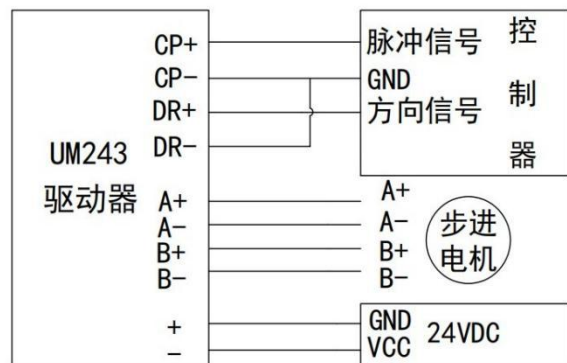 CP+
CP-
DR+
DR-
UM243
驱动器
A+
A-
B+
B-
+
-
脉冲信号
GND
方向信号
控
制
器
A+
A-
B+
B-
步进
电机
GND
VCC
24VDC